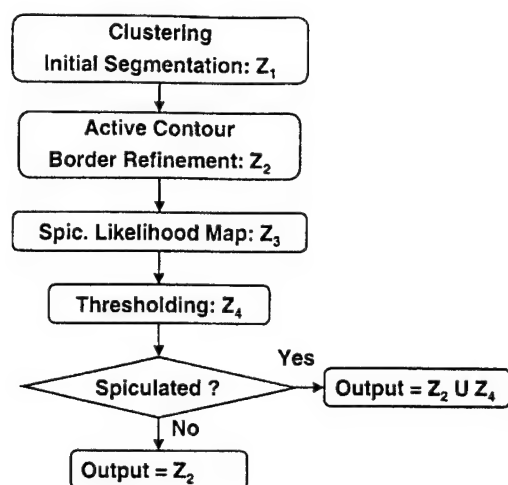 Clustering
Initial Segmentation: Z₁
Active Contour
Border Refinement: Z₂
Spic. Likelihood Map: Z₃
Thresholding: Z₄
Spiculated ?
Yes
Output = Z₂ U Z₄
No
Output = Z₂